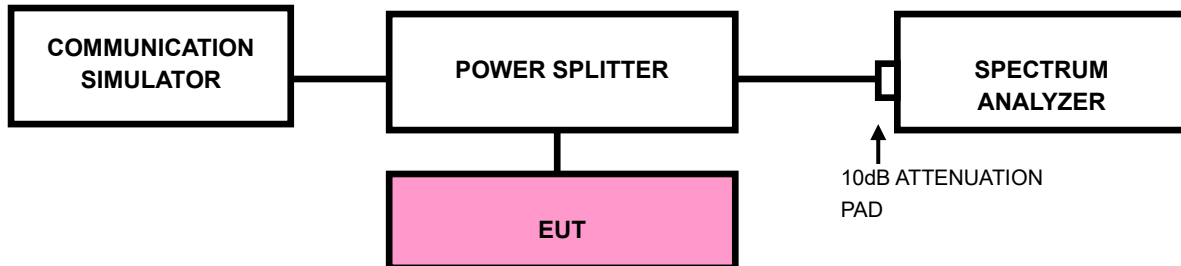 COMMUNICATION
SIMULATOR
POWER SPLITTER
SPECTRUM
ANALYZER
10dB ATTENUATION
PAD
EUT